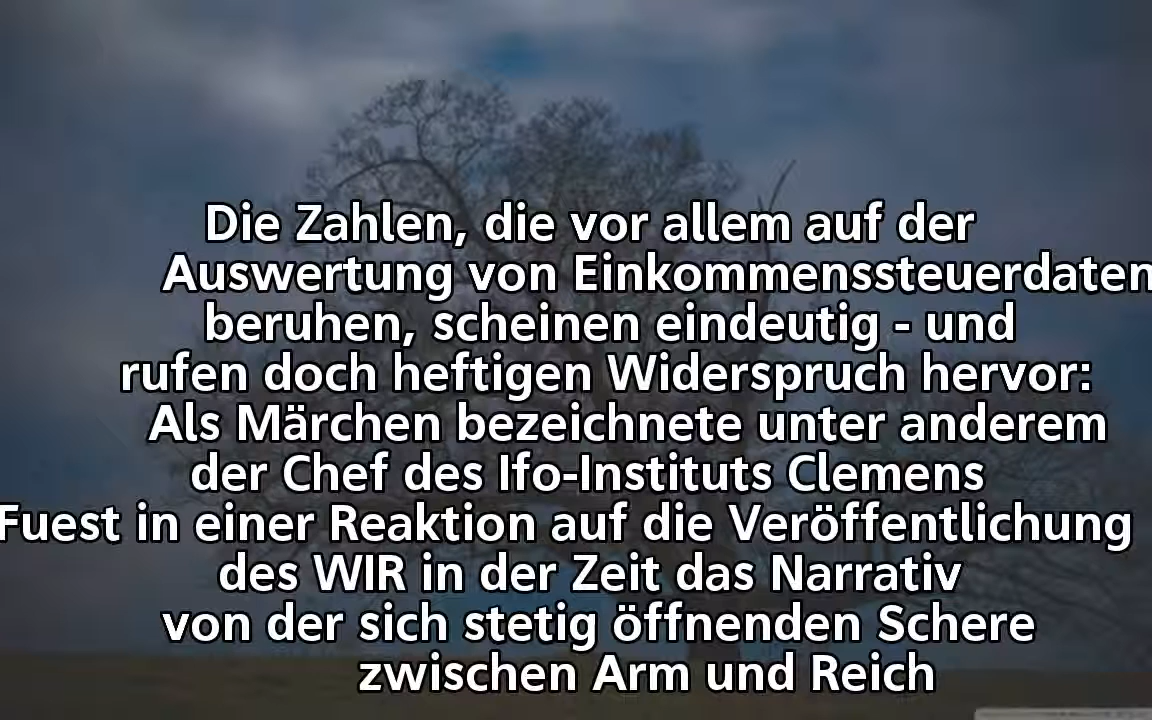 Die Zahlen, die vor allem auf der
Auswertung von Einkommenssteuerdaten
beruhen, scheinen eindeutig - und
rufen doch heftigen Widerspruch hervor:
Als Märchen bezeichnete unter anderem
der Chef des Ifo-Instituts Clemens
Fuest in einer Reaktion auf die Veröffentlichung
des WIR in der Zeit das Narrativ
von der sich stetig öffnenden Schere
zwischen Arm und Reich